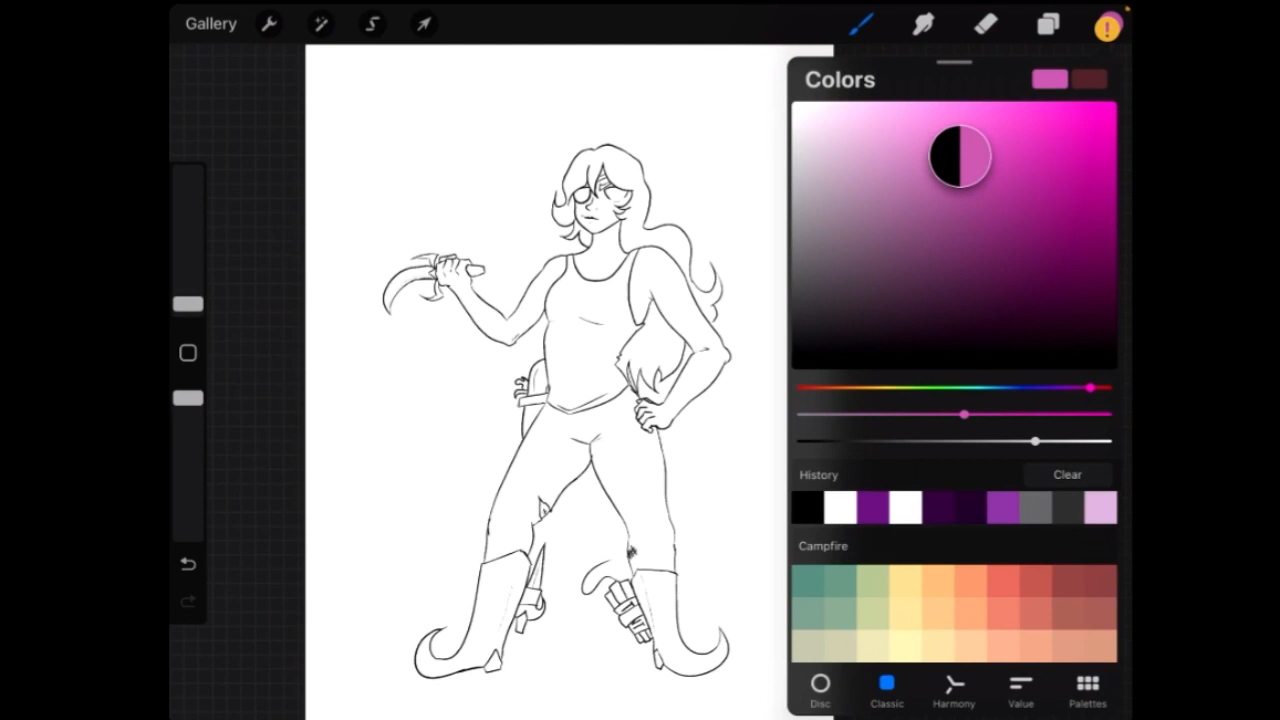 Gallery
Colors
History
Clear
Campfire
Disc
Classic
Harmony
Value
Palettes